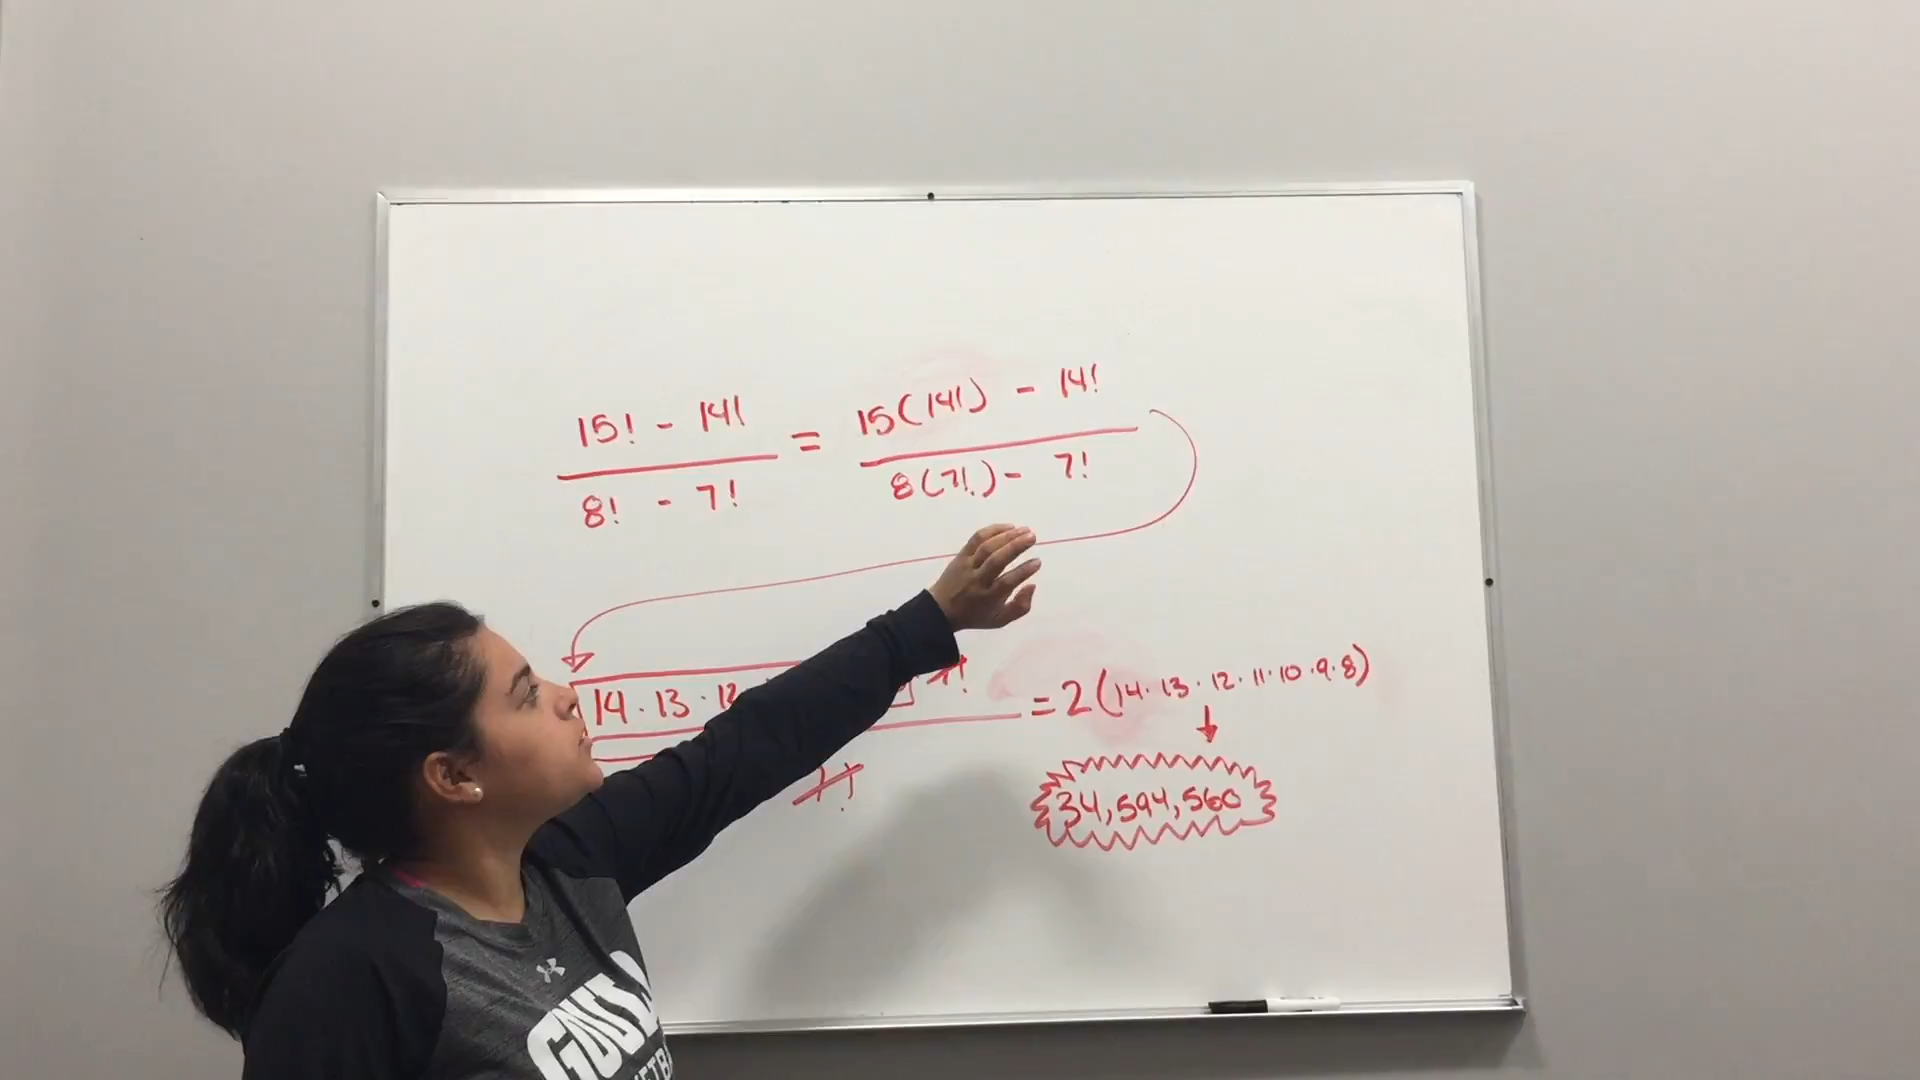 15! - 14! = 15(14!) - 14!
8! - 7! 8(7!) - 7!
14 · 13 · 12 7! = 2(14 · 13 · 12 · 11 · 10 · 9 · 8)
7!
34,594,560